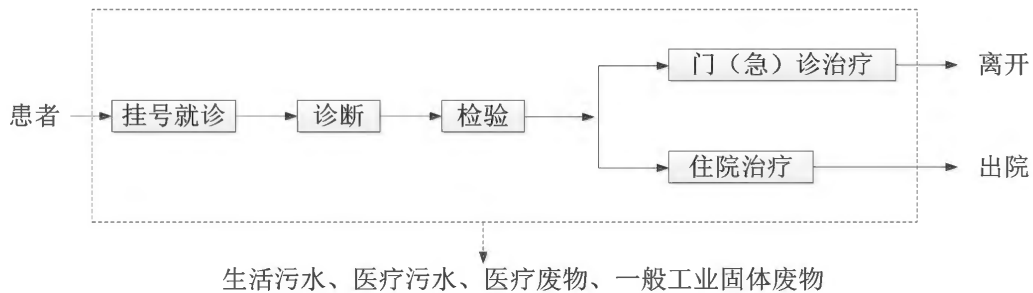 门（急）诊治疗
离开
患者
挂号就诊
诊断
检验
住院治疗
出院
生活污水、医疗污水、医疗废物、一般工业固体废物